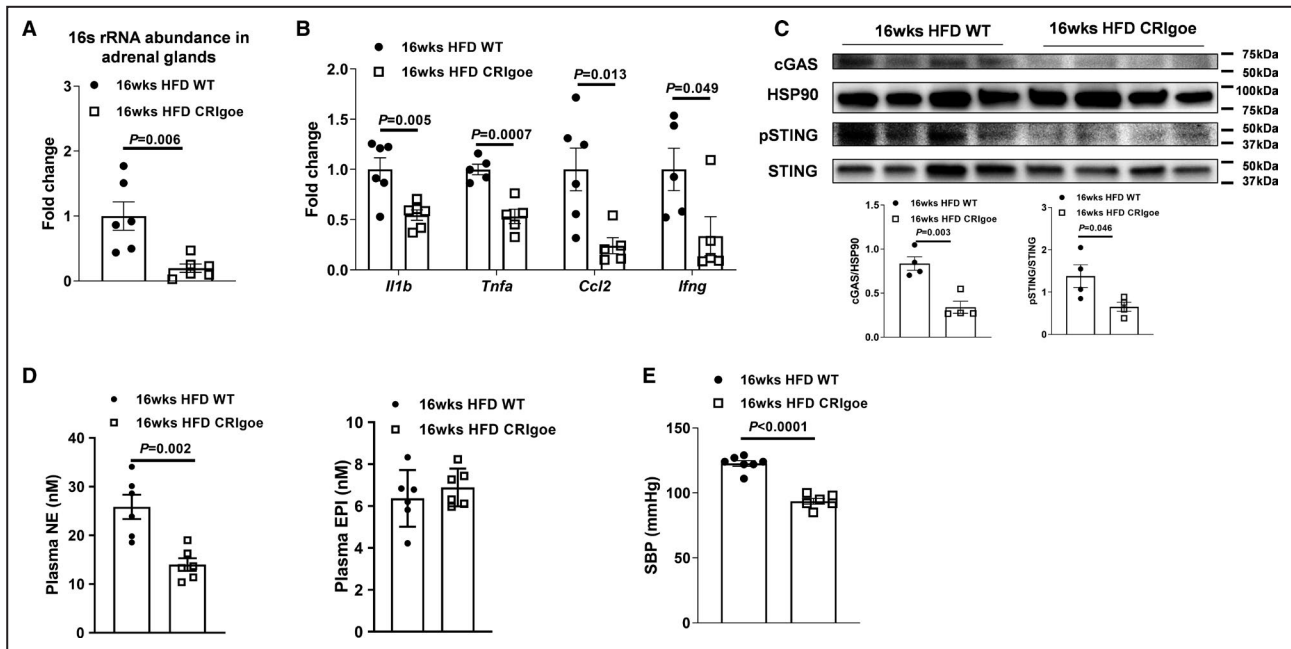 A
16s rRNA abundance in
adrenal glands
16wks HFD WT
16wks HFD CRIgoe
P=0.006
Fold change
3
2
1
0
B
16wks HFD WT
16wks HFD CRIgoe
P=0.005
P=0.0007
P=0.013
P=0.049
Fold change
2.0
1.5
1.0
0.5
0.0
Il1b
Tnfa
Ccl2
Ifng
C
16wks HFD WT
16wks HFD CRIgoe
cGAS
75kDa
50kDa
HSP90
100kDa
75kDa
pSTING
50kDa
37kDa
STING
50kDa
37kDa
16wks HFD WT
16wks HFD CRIgoe
P=0.003
cGAS/HSP90
1.5
1.0
0.5
0.0
16wks HFD WT
16wks HFD CRIgoe
P=0.046
pSTING/STING
3
2
1
0
D
16wks HFD WT
16wks HFD CRIgoe
P=0.002
Plasma NE (nM)
40
30
20
10
0
16wks HFD WT
16wks HFD CRIgoe
Plasma EPI (nM)
10
8
6
4
2
0
E
16wks HFD WT
16wks HFD CRIgoe
P<0.0001
SBP (mmHg)
150
100
50
0